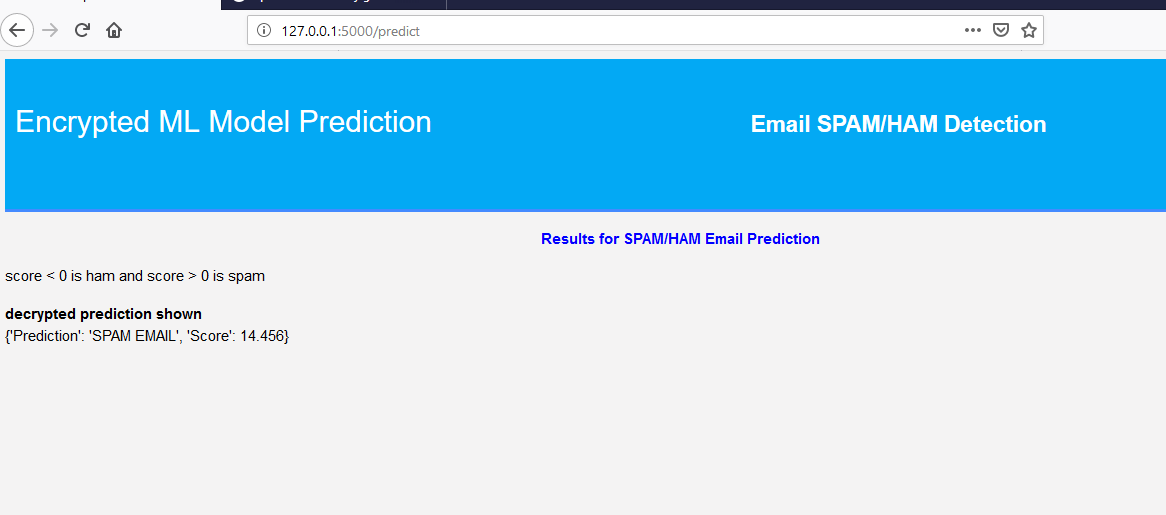 127.0.0.1:5000/predict
Encrypted ML Model Prediction
Email SPAM/HAM Detection
Results for SPAM/HAM Email Prediction
score < 0 is ham and score > 0 is spam
decrypted prediction shown
{'Prediction': 'SPAM EMAIL', 'Score': 14.456}